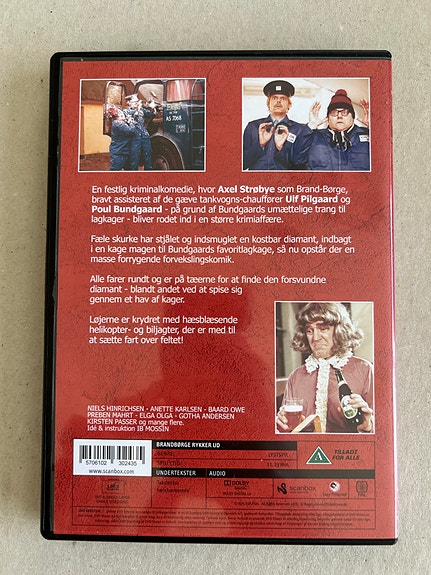 AS 7068
En festlig kriminalkomedie, hvor Axel Strøbye som Brand-Børge,
bravt assisteret af de gæve tankvogns-chauffører Ulf Pilgaard og
Poul Bundgaard - på grund af Bundgaards umættelige trang til
lagkager - bliver rodet ind i en større krimiaffære.
Fæle skurke har stjålet og indsmuglet en kostbar diamant, indbagt
i en kage magen til Bundgaards favoritlagkage, så nu opstår der en
masse forrygende forvekslingskomik.
Alle farer rundt og er på tæerne for at finde den forsvundne
diamant - blandt andet ved at spise sig
gennem et hav af kager.
Løjerne er krydret med hæsblæsende
helikopter- og biljagter, der er med til
at sætte fart over feltet!
NIELS HINRICHSEN - ANETTE KARLSEN - BAARD OWE
PREBEN MAHRT - ELGA OLGA - GOTHA ANDERSEN
KIRSTEN PASSER og mange flere.
Idé & instruktion IB MOSSIN
BRANDBØRGE RYKKER UD
5706102 302435
www.scanbox.com
UNDERTEKSTER AUDIO
A TILLADT
FOR ALLE
DOLBY
scanbox